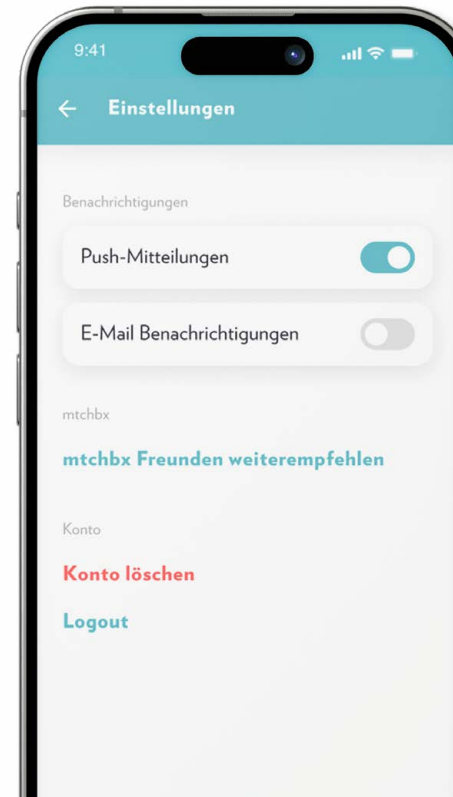 9:41
Einstellungen
Benachrichtigungen
Push-Mitteilungen
E-Mail Benachrichtigungen
mtchbx
mtchbx Freunden weiterempfehlen
Konto
Konto löschen
Logout